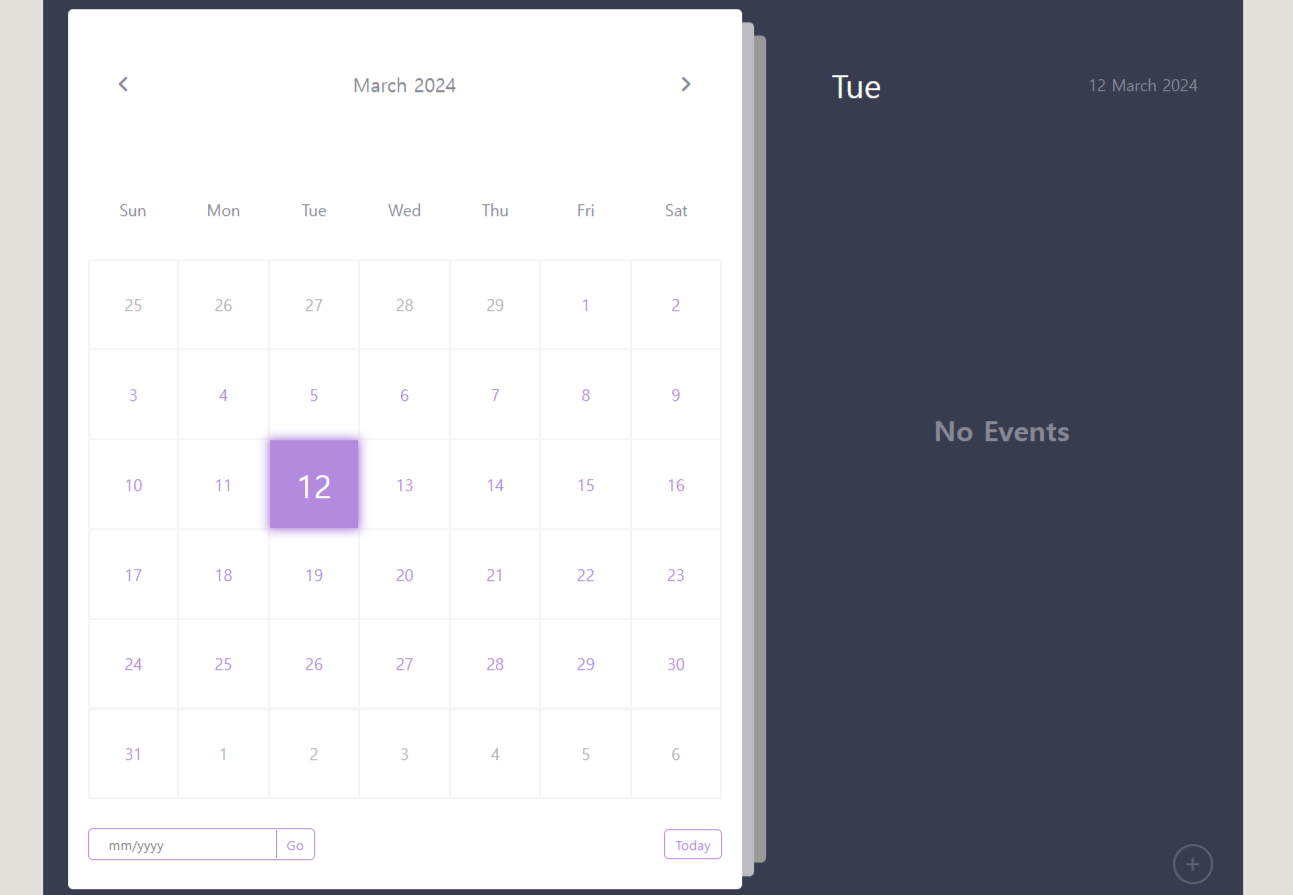 March 2024
Sun Mon Tue Wed Thu Fri Sat
25 26 27 28 29 1 2
3 4 5 6 7 8 9
10 11 12 13 14 15 16
17 18 19 20 21 22 23
24 25 26 27 28 29 30
31 1 2 3 4 5 6
mm/yyyy Go Today
Tue 12 March 2024
No Events
+